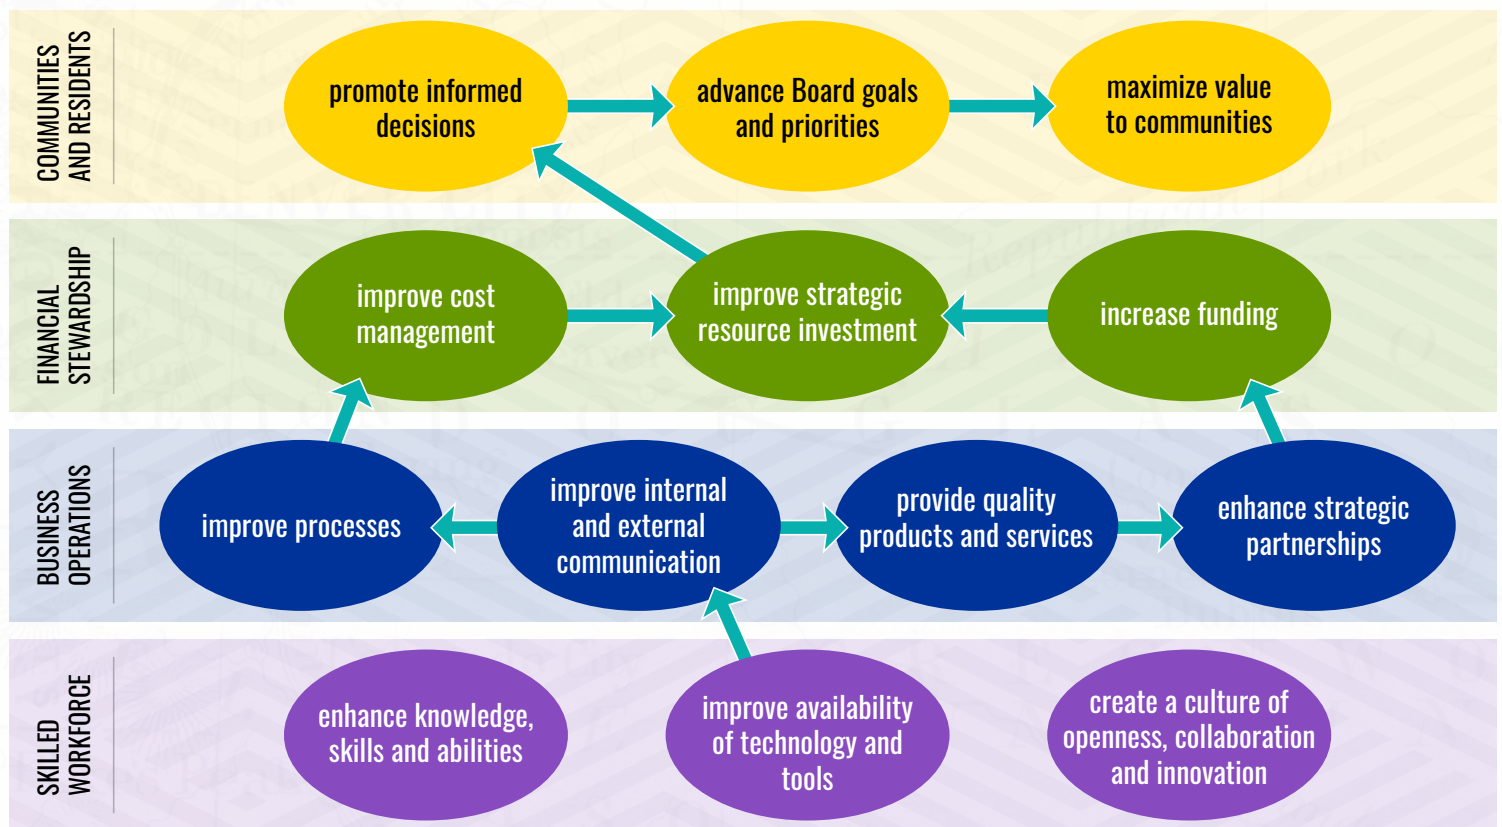 COMMUNITIES
AND RESIDENTS
promote informed
decisions
advance Board goals
and priorities
maximize value
to communities
FINANCIAL
STEWARDSHIP
improve cost
management
improve strategic
resource investment
increase funding
BUSINESS
OPERATIONS
improve processes
improve internal
and external
communication
provide quality
products and services
enhance strategic
partnerships
SKILLED
WORKFORCE
enhance knowledge,
skills and abilities
improve availability
of technology and
tools
create a culture of
openness, collaboration
and innovation